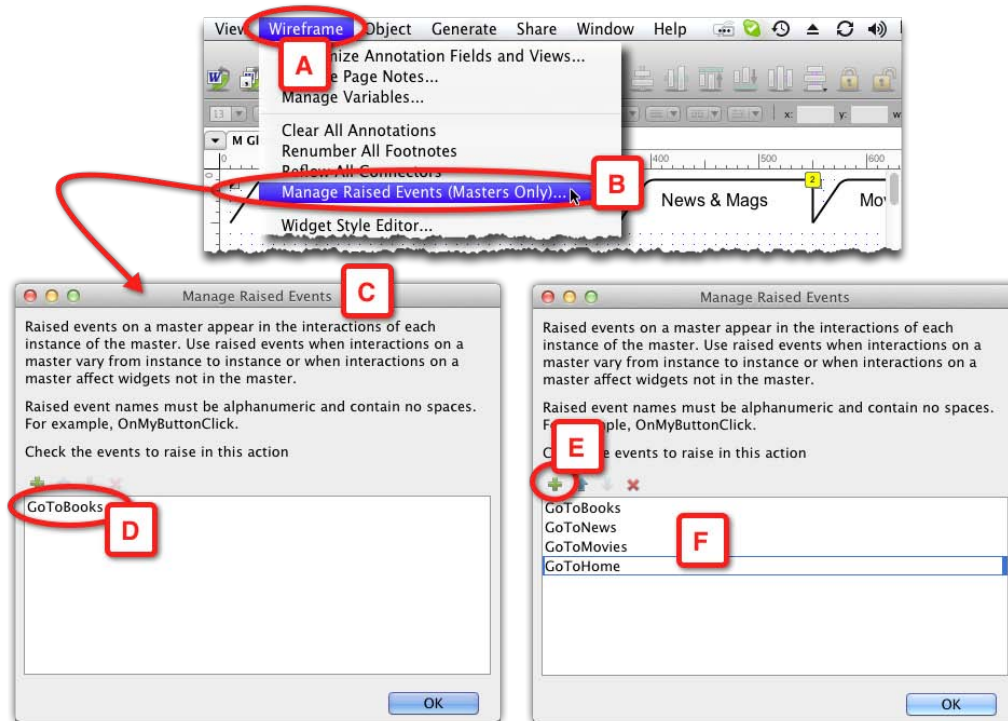 View Wireframe Object Generate Share Window Help
A
Annotation Fields and Views...
Page Notes...
Manage Variables...
13 x: y: w
Clear All Annotations
Renumber All Footnotes
Reflow All Connectors
Manage Raised Events (Masters Only)...
B
Widget Style Editor...
0 400 500 600
News & Mags
2
C
Manage Raised Events
Raised events on a master appear in the interactions of each
instance of the master. Use raised events when interactions on a
master vary from instance to instance or when interactions on a
master affect widgets not in the master.
Raised event names must be alphanumeric and contain no spaces.
For example, OnMyButtonClick.
Check the events to raise in this action
GoToBooks
D
OK
Manage Raised Events
Raised events on a master appear in the interactions of each
instance of the master. Use raised events when interactions on a
master vary from instance to instance or when interactions on a
master affect widgets not in the master.
Raised event names must be alphanumeric and contain no spaces.
OnMyButtonClick.
E
events to raise in this action
GoToBooks
GoToNews
GoToMovies
GoToHome
F
OK